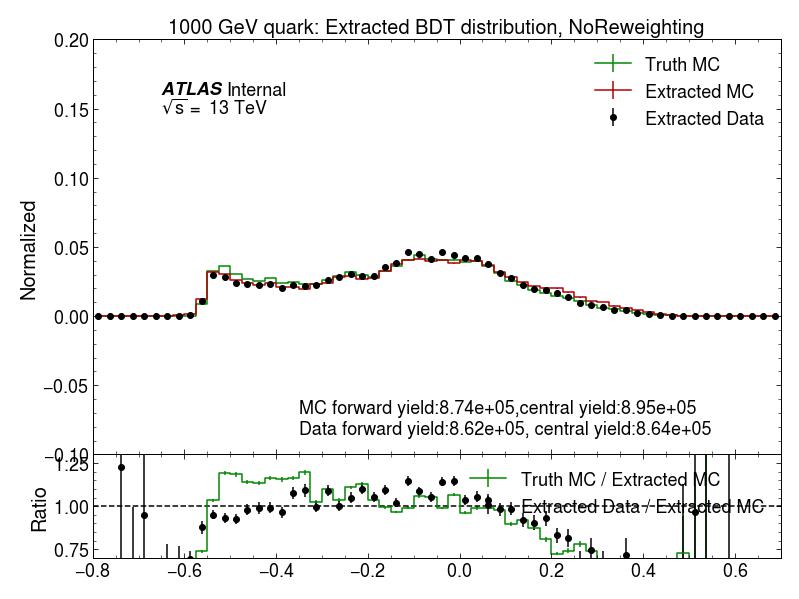 1000 GeV quark: Extracted BDT distribution, NoReweighting
0.20
0.15
0.10
0.05
0.00
−0.05
−0.10
Normalized
ATLAS Internal
√s = 13 TeV
Truth MC
Extracted MC
Extracted Data
MC forward yield:8.74e+05,central yield:8.95e+05
Data forward yield:8.62e+05, central yield:8.64e+05
1.25
1.00
0.75
Ratio
Truth MC / Extracted MC
Extracted Data / Extracted MC
−0.8 −0.6 −0.4 −0.2 0.0 0.2 0.4 0.6